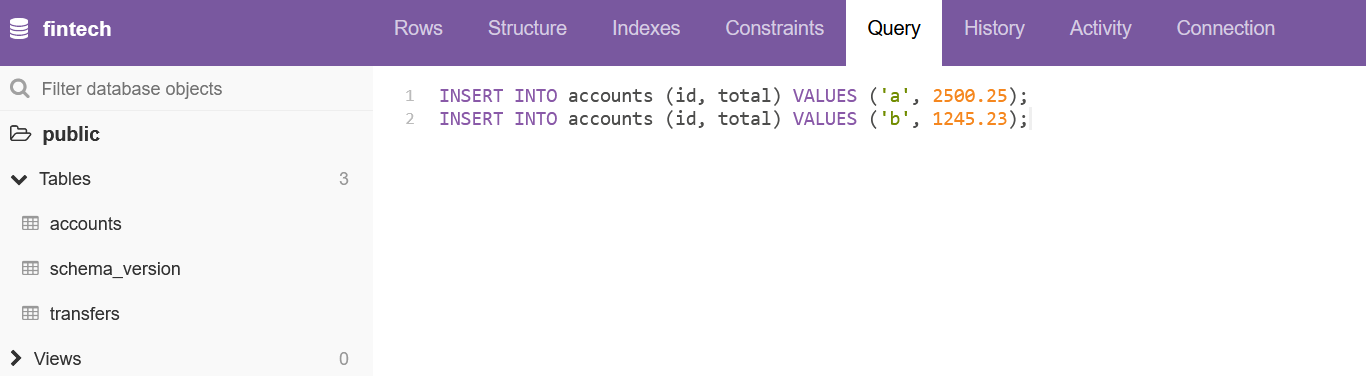 fintech
Rows Structure Indexes Constraints Query History Activity Connection
Filter database objects
public
Tables 3
accounts
schema_version
transfers
Views 0
1 INSERT INTO accounts (id, total) VALUES ('a', 2500.25);
2 INSERT INTO accounts (id, total) VALUES ('b', 1245.23);